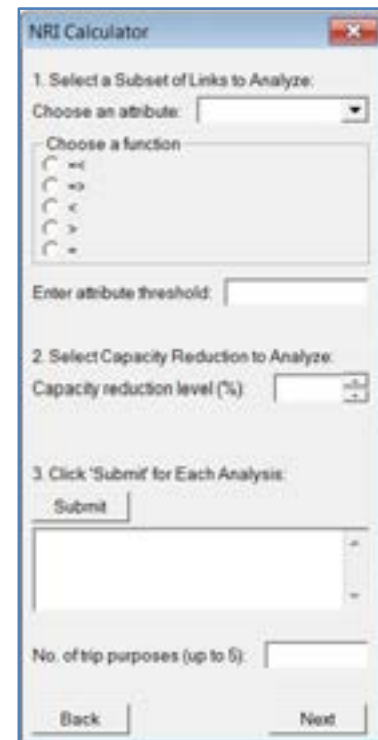 NRI Calculator
1. Select a Subset of Links to Analyze:
Choose an attribute:
Choose a function
=<
=>
<
>
=
Enter attribute threshold:
2. Select Capacity Reduction to Analyze:
Capacity reduction level (%):
3. Click 'Submit' for Each Analysis:
Submit
No. of trip purposes (up to 5):
Back Next